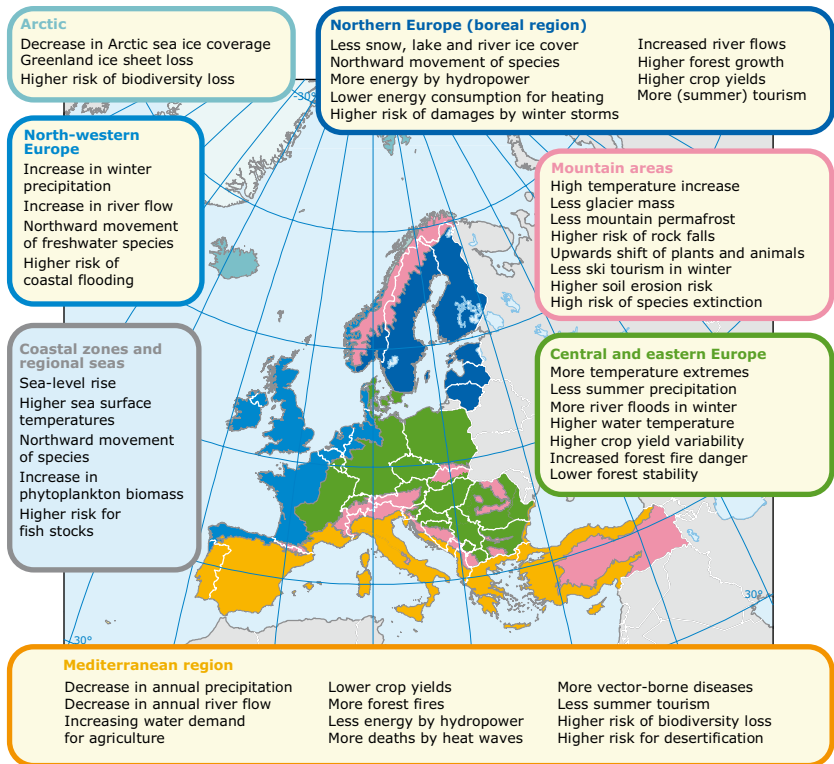 Arctic
Decrease in Arctic sea ice coverage
Greenland ice sheet loss
Higher risk of biodiversity loss
Northern Europe (boreal region)
Less snow, lake and river ice cover
Northward movement of species
More energy by hydropower
Lower energy consumption for heating
Higher risk of damages by winter storms
Increased river flows
Higher forest growth
Higher crop yields
More (summer) tourism
-30°
North-western
Europe
Increase in winter
precipitation
Increase in river flow
Northward movement
of freshwater species
Higher risk of
coastal flooding
Mountain areas
High temperature increase
Less glacier mass
Less mountain permafrost
Higher risk of rock falls
Upwards shift of plants and animals
Less ski tourism in winter
Higher soil erosion risk
High risk of species extinction
Coastal zones and
regional seas
Sea-level rise
Higher sea surface
temperatures
Northward movement
of species
Increase in
phytoplankton biomass
Higher risk for
fish stocks
Central and eastern Europe
More temperature extremes
Less summer precipitation
More river floods in winter
Higher water temperature
Higher crop yield variability
Increased forest fire danger
Lower forest stability
30°
-30°
Mediterranean region
Decrease in annual precipitation
Decrease in annual river flow
Increasing water demand
for agriculture
Lower crop yields
More forest fires
Less energy by hydropower
More deaths by heat waves
More vector-borne diseases
Less summer tourism
Higher risk of biodiversity loss
Higher risk for desertification